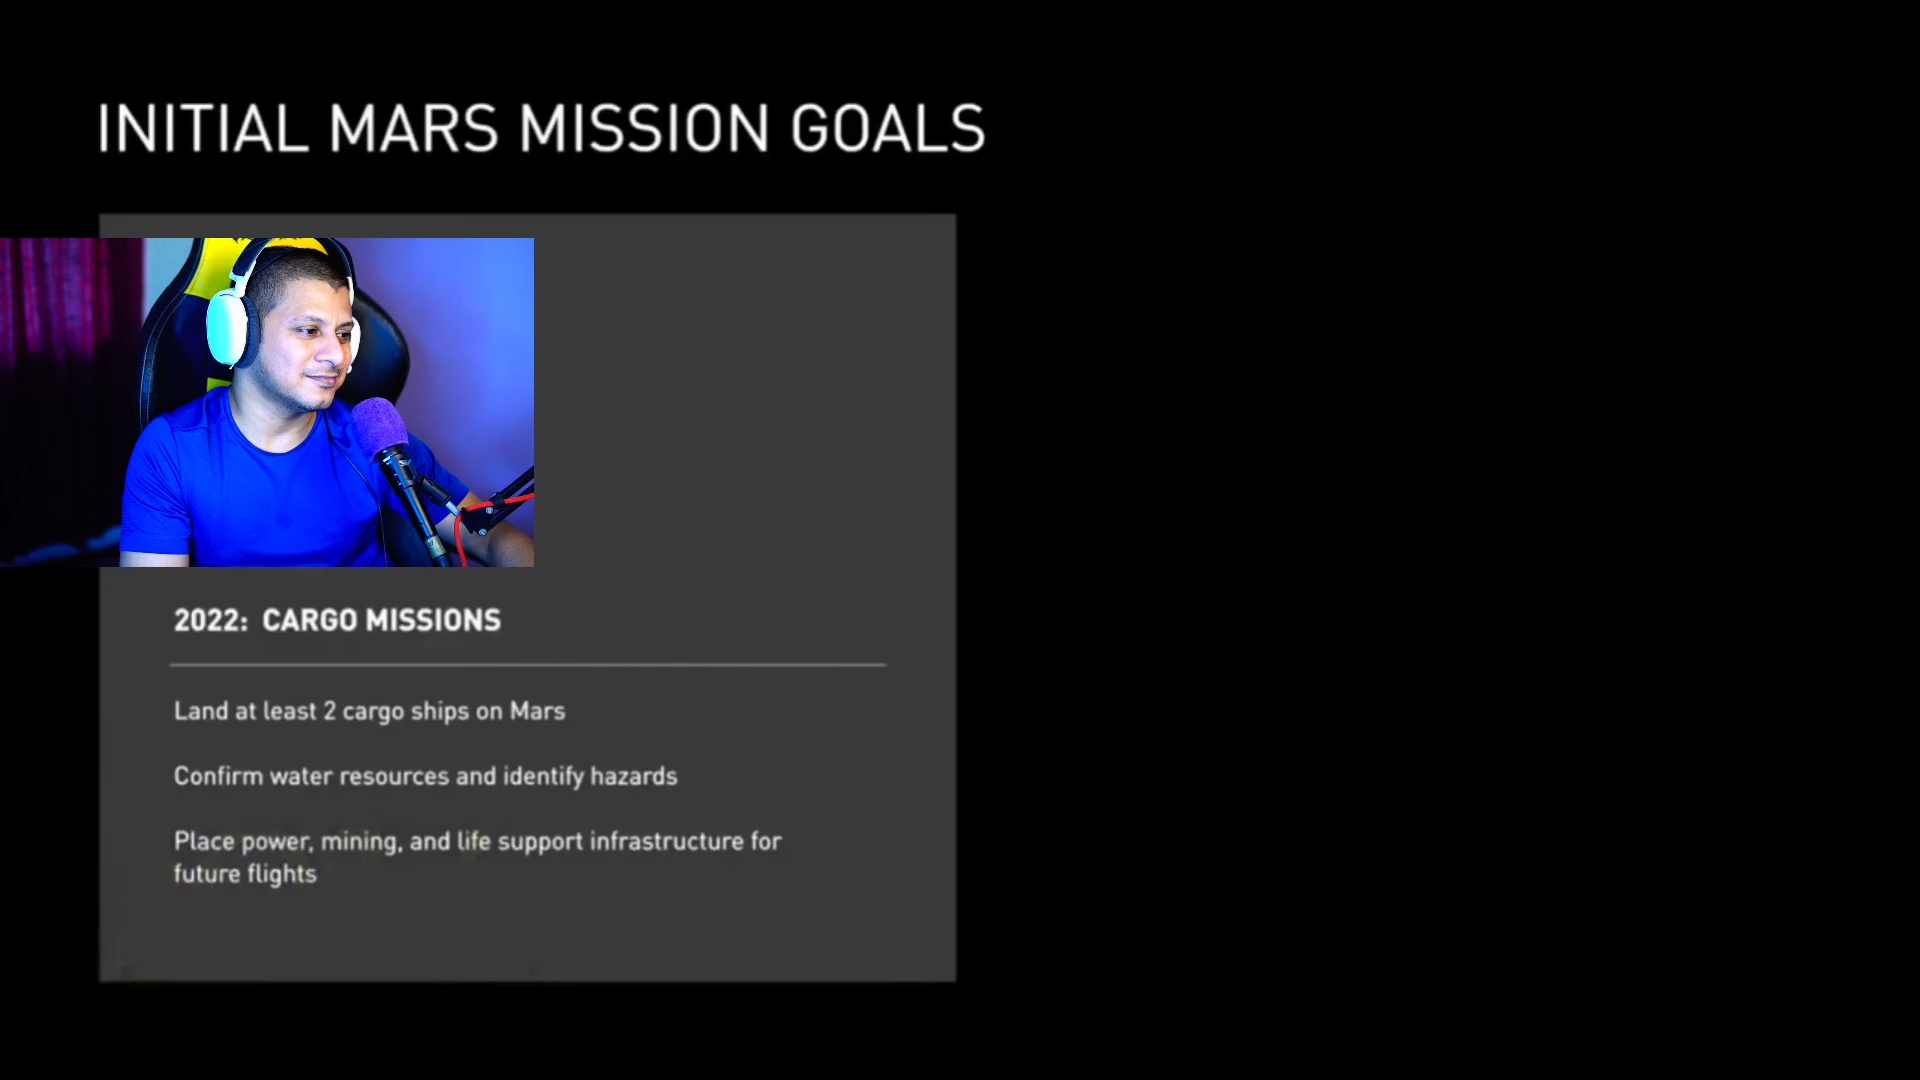 INITIAL MARS MISSION GOALS
2022: CARGO MISSIONS
Land at least 2 cargo ships on Mars
Confirm water resources and identify hazards
Place power, mining, and life support infrastructure for
future flights